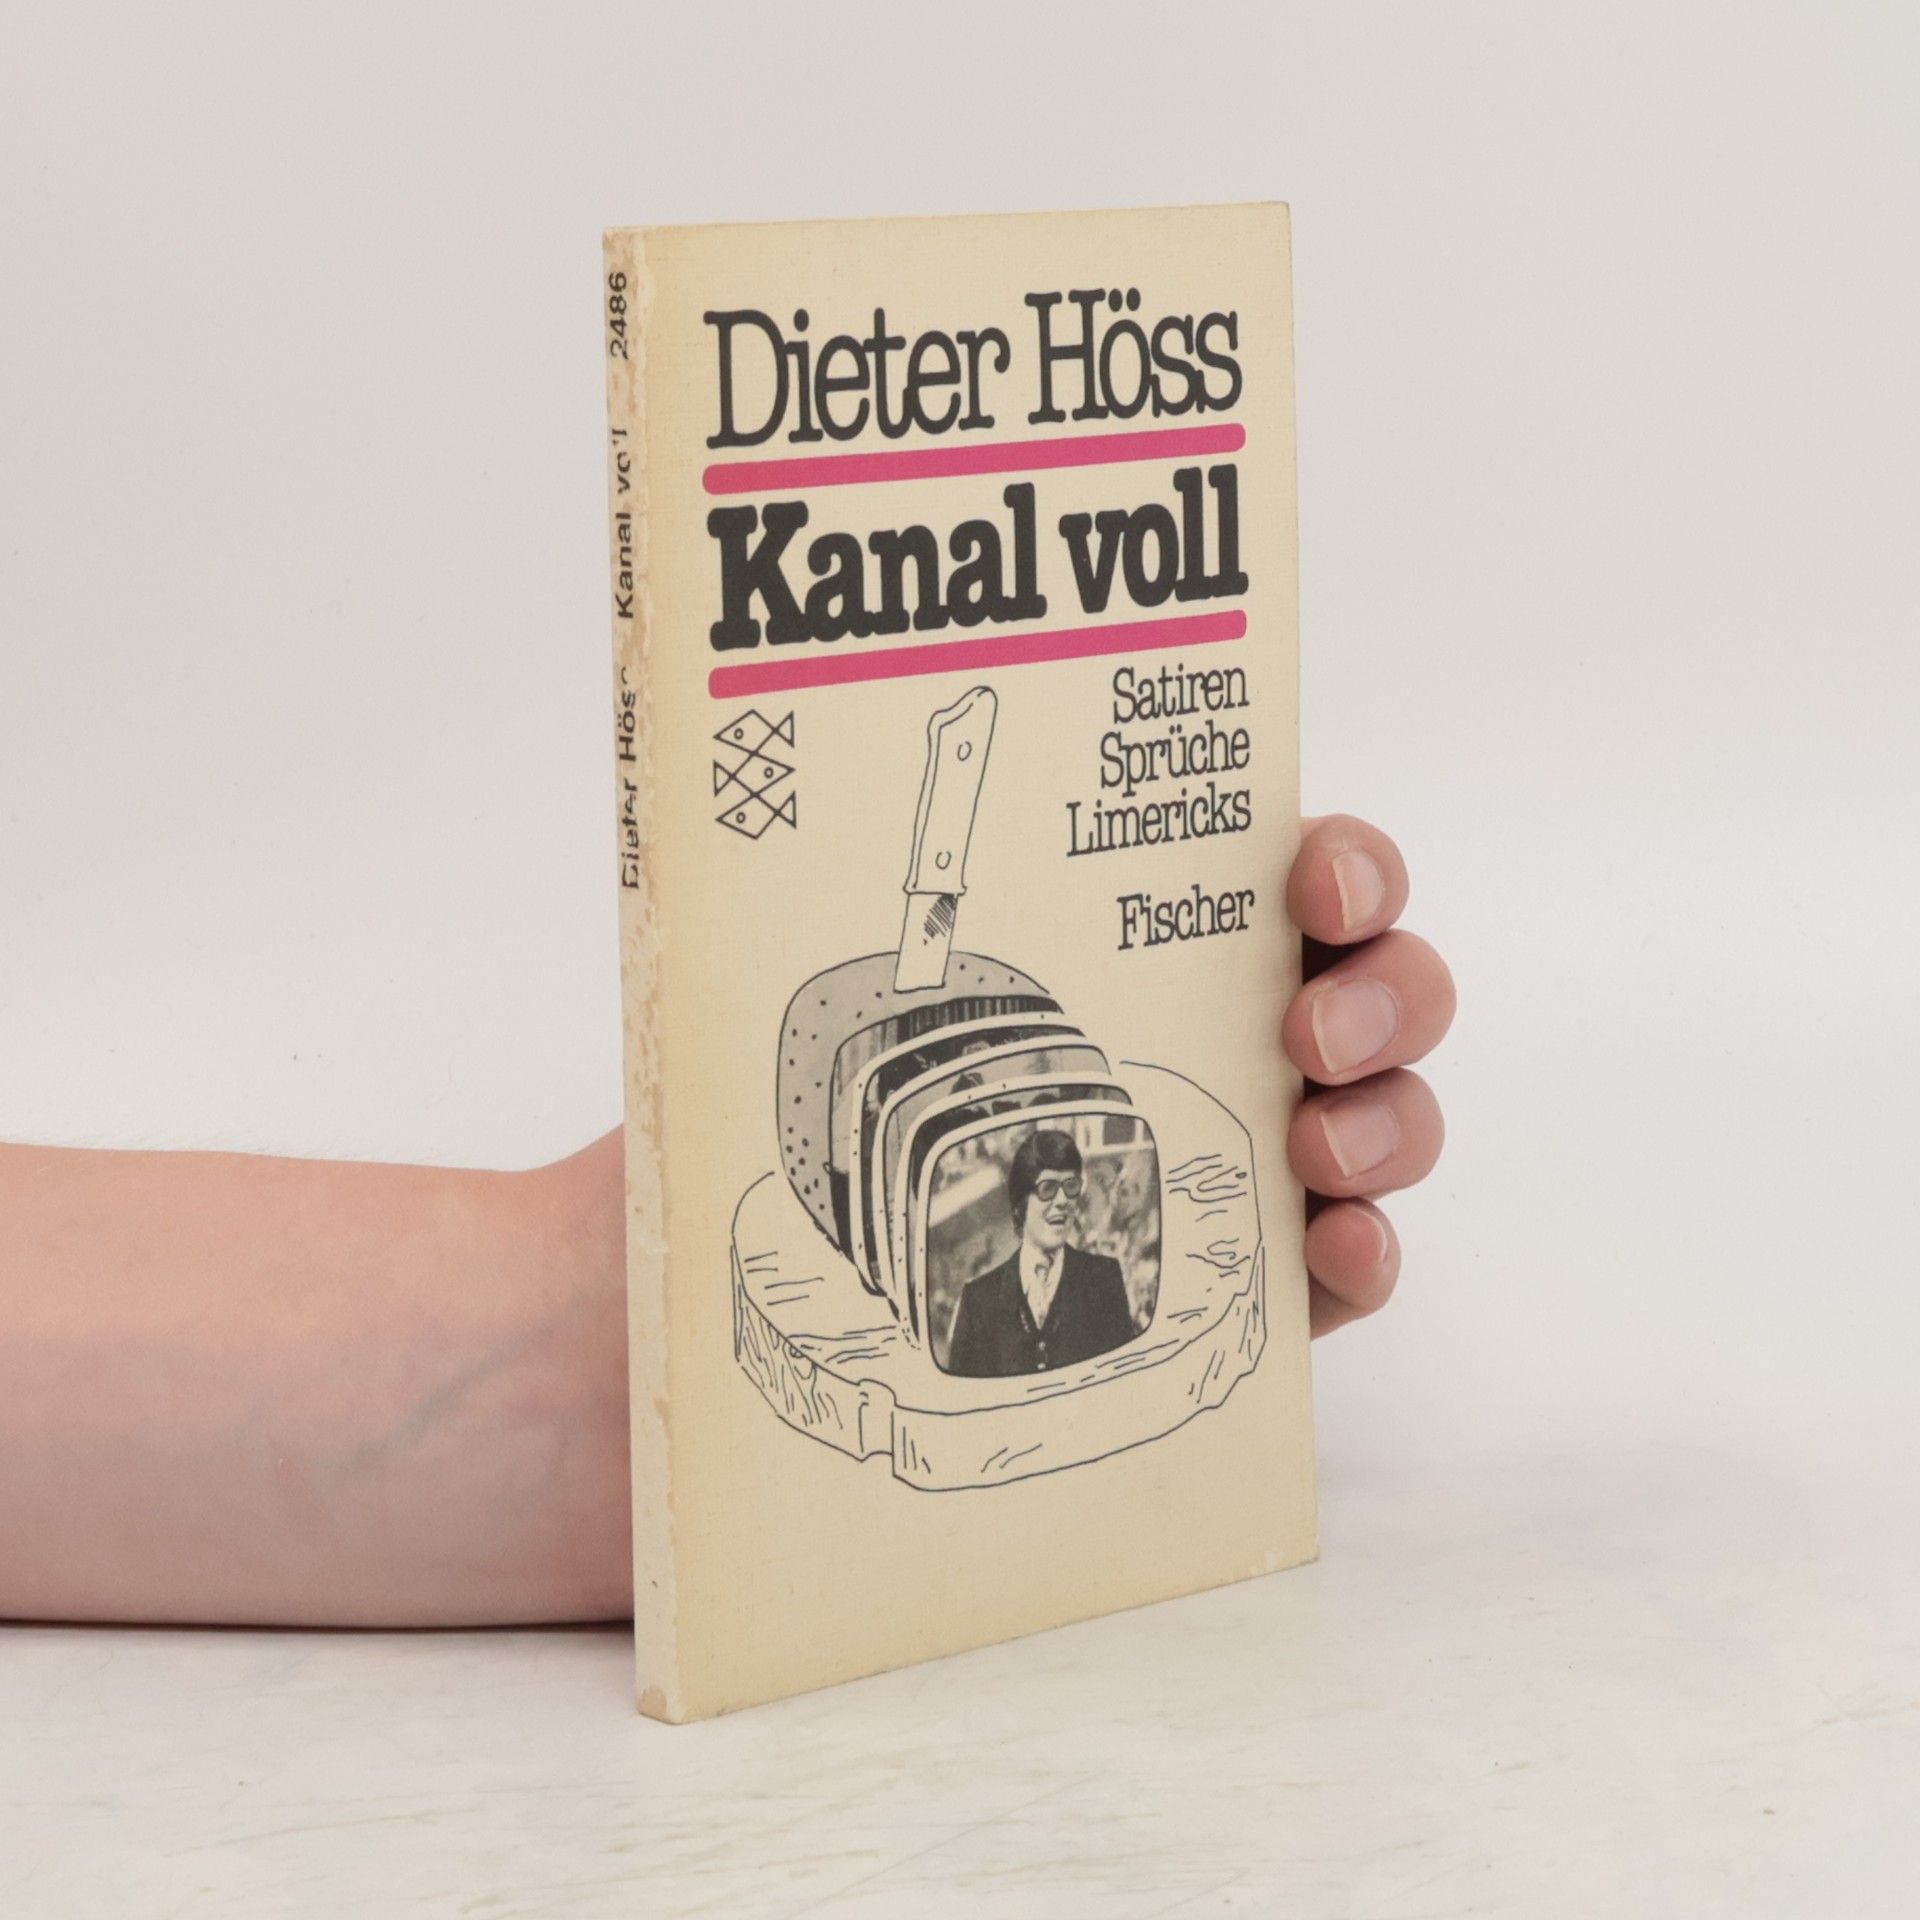 Dieter Höss
Kanal voll
Satiren
Sprüche
Limericks
Fischer
Dieter Höss Kanal voll 2486